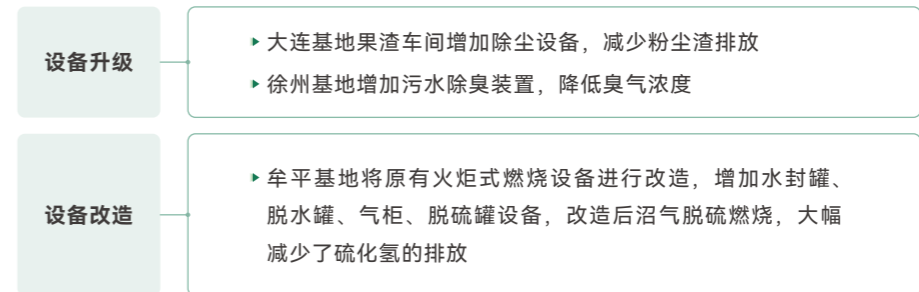 设备升级
大连基地果渣车间增加除尘设备，减少粉尘渣排放
徐州基地增加污水除臭装置，降低臭气浓度
设备改造
牟平基地将原有火炬式燃烧设备进行改造，增加水封罐、
脱水罐、气柜、脱硫罐设备，改造后沼气脱硫燃烧，大幅
减少了硫化氢的排放